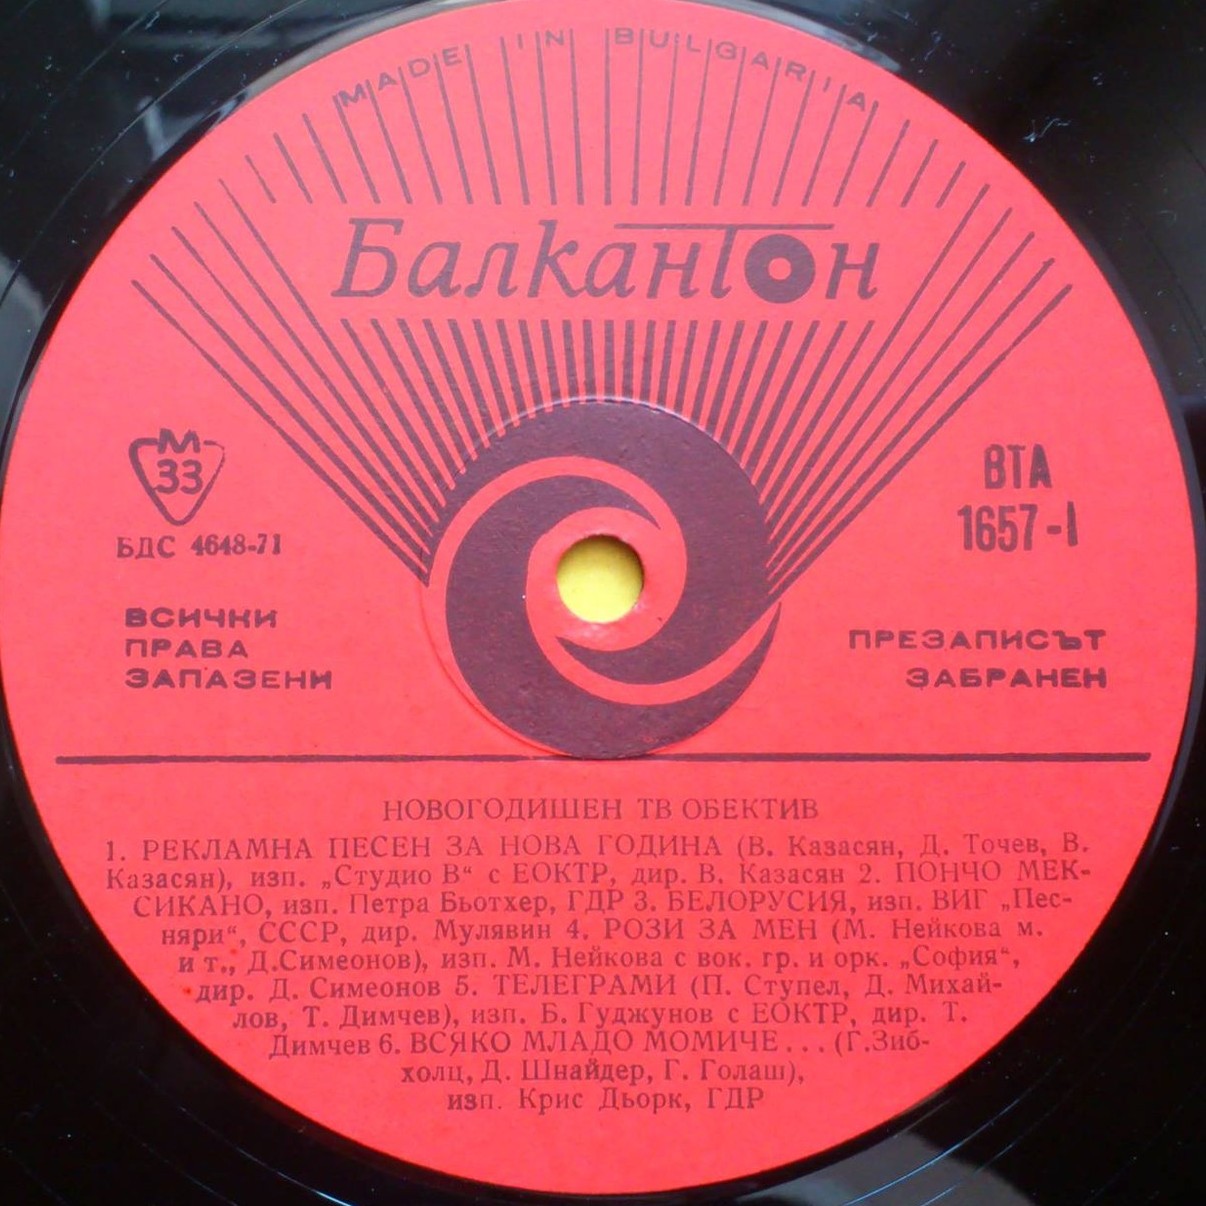 MADE IN BULGARIA
Балкантон
М
33
БДС 4648-71
ВТА
1657-I
ВСИЧКИ
ПРАВА
ЗАПАЗЕНИ
ПРЕЗАПИСЪТ
ЗАБРАНЕН
НОВОГОДИШЕН ТВ ОБЕКТИВ
1. РЕКЛАМНА ПЕСЕН ЗА НОВА ГОДИНА (В. Казасян, Д. Точев, В.
Казасян), изп. „Студио В“ с ЕОКТР, дир. В. Казасян 2. ПОНЧО МЕК-
СИКАНО, изп. Петра Бьотхер, ГДР 3. БЕЛОРУСИЯ, изп. ВИГ „Пес-
няри“, СССР, дир. Мулявин 4. РОЗИ ЗА МЕН (М. Нейкова м.
и т., Д.Симеонов), изп. М. Нейкова с вок. гр. и орк. „София“,
дир. Д. Симеонов 5. ТЕЛЕГРАМИ (П. Ступел, Д. Михай-
лов, Т. Димчев), изп. Б. Гуджунов с ЕОКТР, дир. Т.
Димчев 6. ВСЯКО МЛАДО МОМИЧЕ... (Г.Зиб-
холц, Д. Шнайдер, Г. Голаш),
изп. Крис Дьорк, ГДР